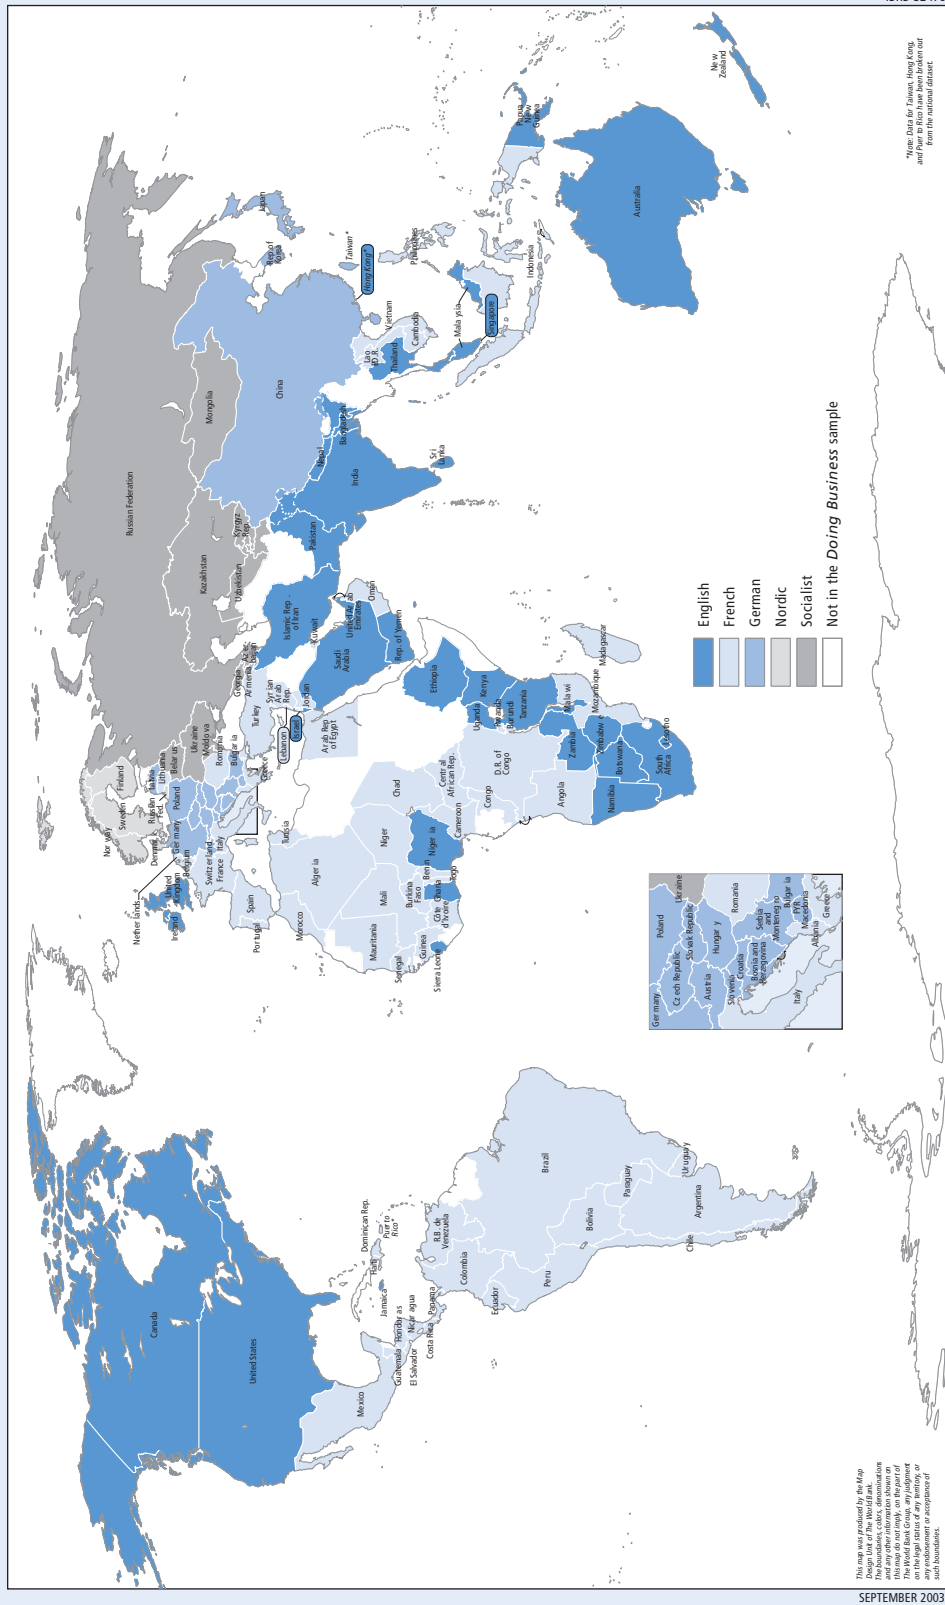 Canada
United States
Mexico
Guatemala
El Salvador
Honduras
Nicaragua
Costa Rica
Panama
Jamaica
Haiti
Dominican Rep.
Puerto
Rico*
R.B. de
Venezuela
Colombia
Ecuador
Peru
Brazil
Bolivia
Paraguay
Uruguay
Argentina
Chile
Norway
Sweden
Finland
Denmark
Netherlands
United
Kingdom
Ireland
Germany
Belgium
Switzerland
France
Italy
Spain
Portugal
Russian
Fed.
Latvia
Lithuania
Belarus
Poland
Ukraine
Moldova
Romania
Bulgaria
Greece
Turkey
Georgia
Armenia
Azer-
baijan
Russian Federation
Kazakhstan
Uzbekistan
Kyrgyz
Rep.
Mongolia
China
Rep.of
Korea
Japan
Taiwan*
Hong Kong*
Philippines
Vietnam
Lao
P.D.R.
Cambodia
Thailand
Malaysia
Singapore
Indonesia
Papua
New
Guinea
Australia
New
Zealand
Nepal
Bangladesh
India
Sri
Lanka
Pakistan
Islamic Rep.
of Iran
Kuwait
Saudi
Arabia
United Arab
Emirates
Oman
Rep. of Yemen
Syrian
Arab
Rep.
Lebanon
Israel
Jordan
Arab Rep
of Egypt
Tunisia
Algeria
Morocco
Mauritania
Mali
Niger
Chad
Senegal
Guinea
Sierra Leone
Côte
d'Ivoire
Burkina
Faso
Ghana
Togo
Benin
Nigeria
Cameroon
Central
African Rep.
Congo
D.R. of
Congo
Ethiopia
Uganda
Kenya
Rwanda
Burundi
Tanzania
Angola
Zambia
Malawi
Mozambique
Zimbabwe
Botswana
Namibia
South
Africa
Lesotho
Madagascar
Germany
Poland
Ukraine
Czech Republic
Slovak Republic
Austria
Hungary
Romania
Slovenia
Croatia
Bosnia and
Herzegovina
Serbia
and
Montenegro
Bulgaria
FYR
Macedonia
Albania
Greece
Italy
English
French
German
Nordic
Socialist
Not in the Doing Business sample
*Note: Data for Taiwan, Hong Kong,
and Puerto Rico have been broken out
from the national dataset.
This map was produced by the Map
Design Unit of The World Bank.
The boundaries, colors, denominations
and any other information shown on
this map do not imply, on the part of
The World Bank Group, any judgment
on the legal status of any territory, or
any endorsement or acceptance of
such boundaries.
SEPTEMBER 2003